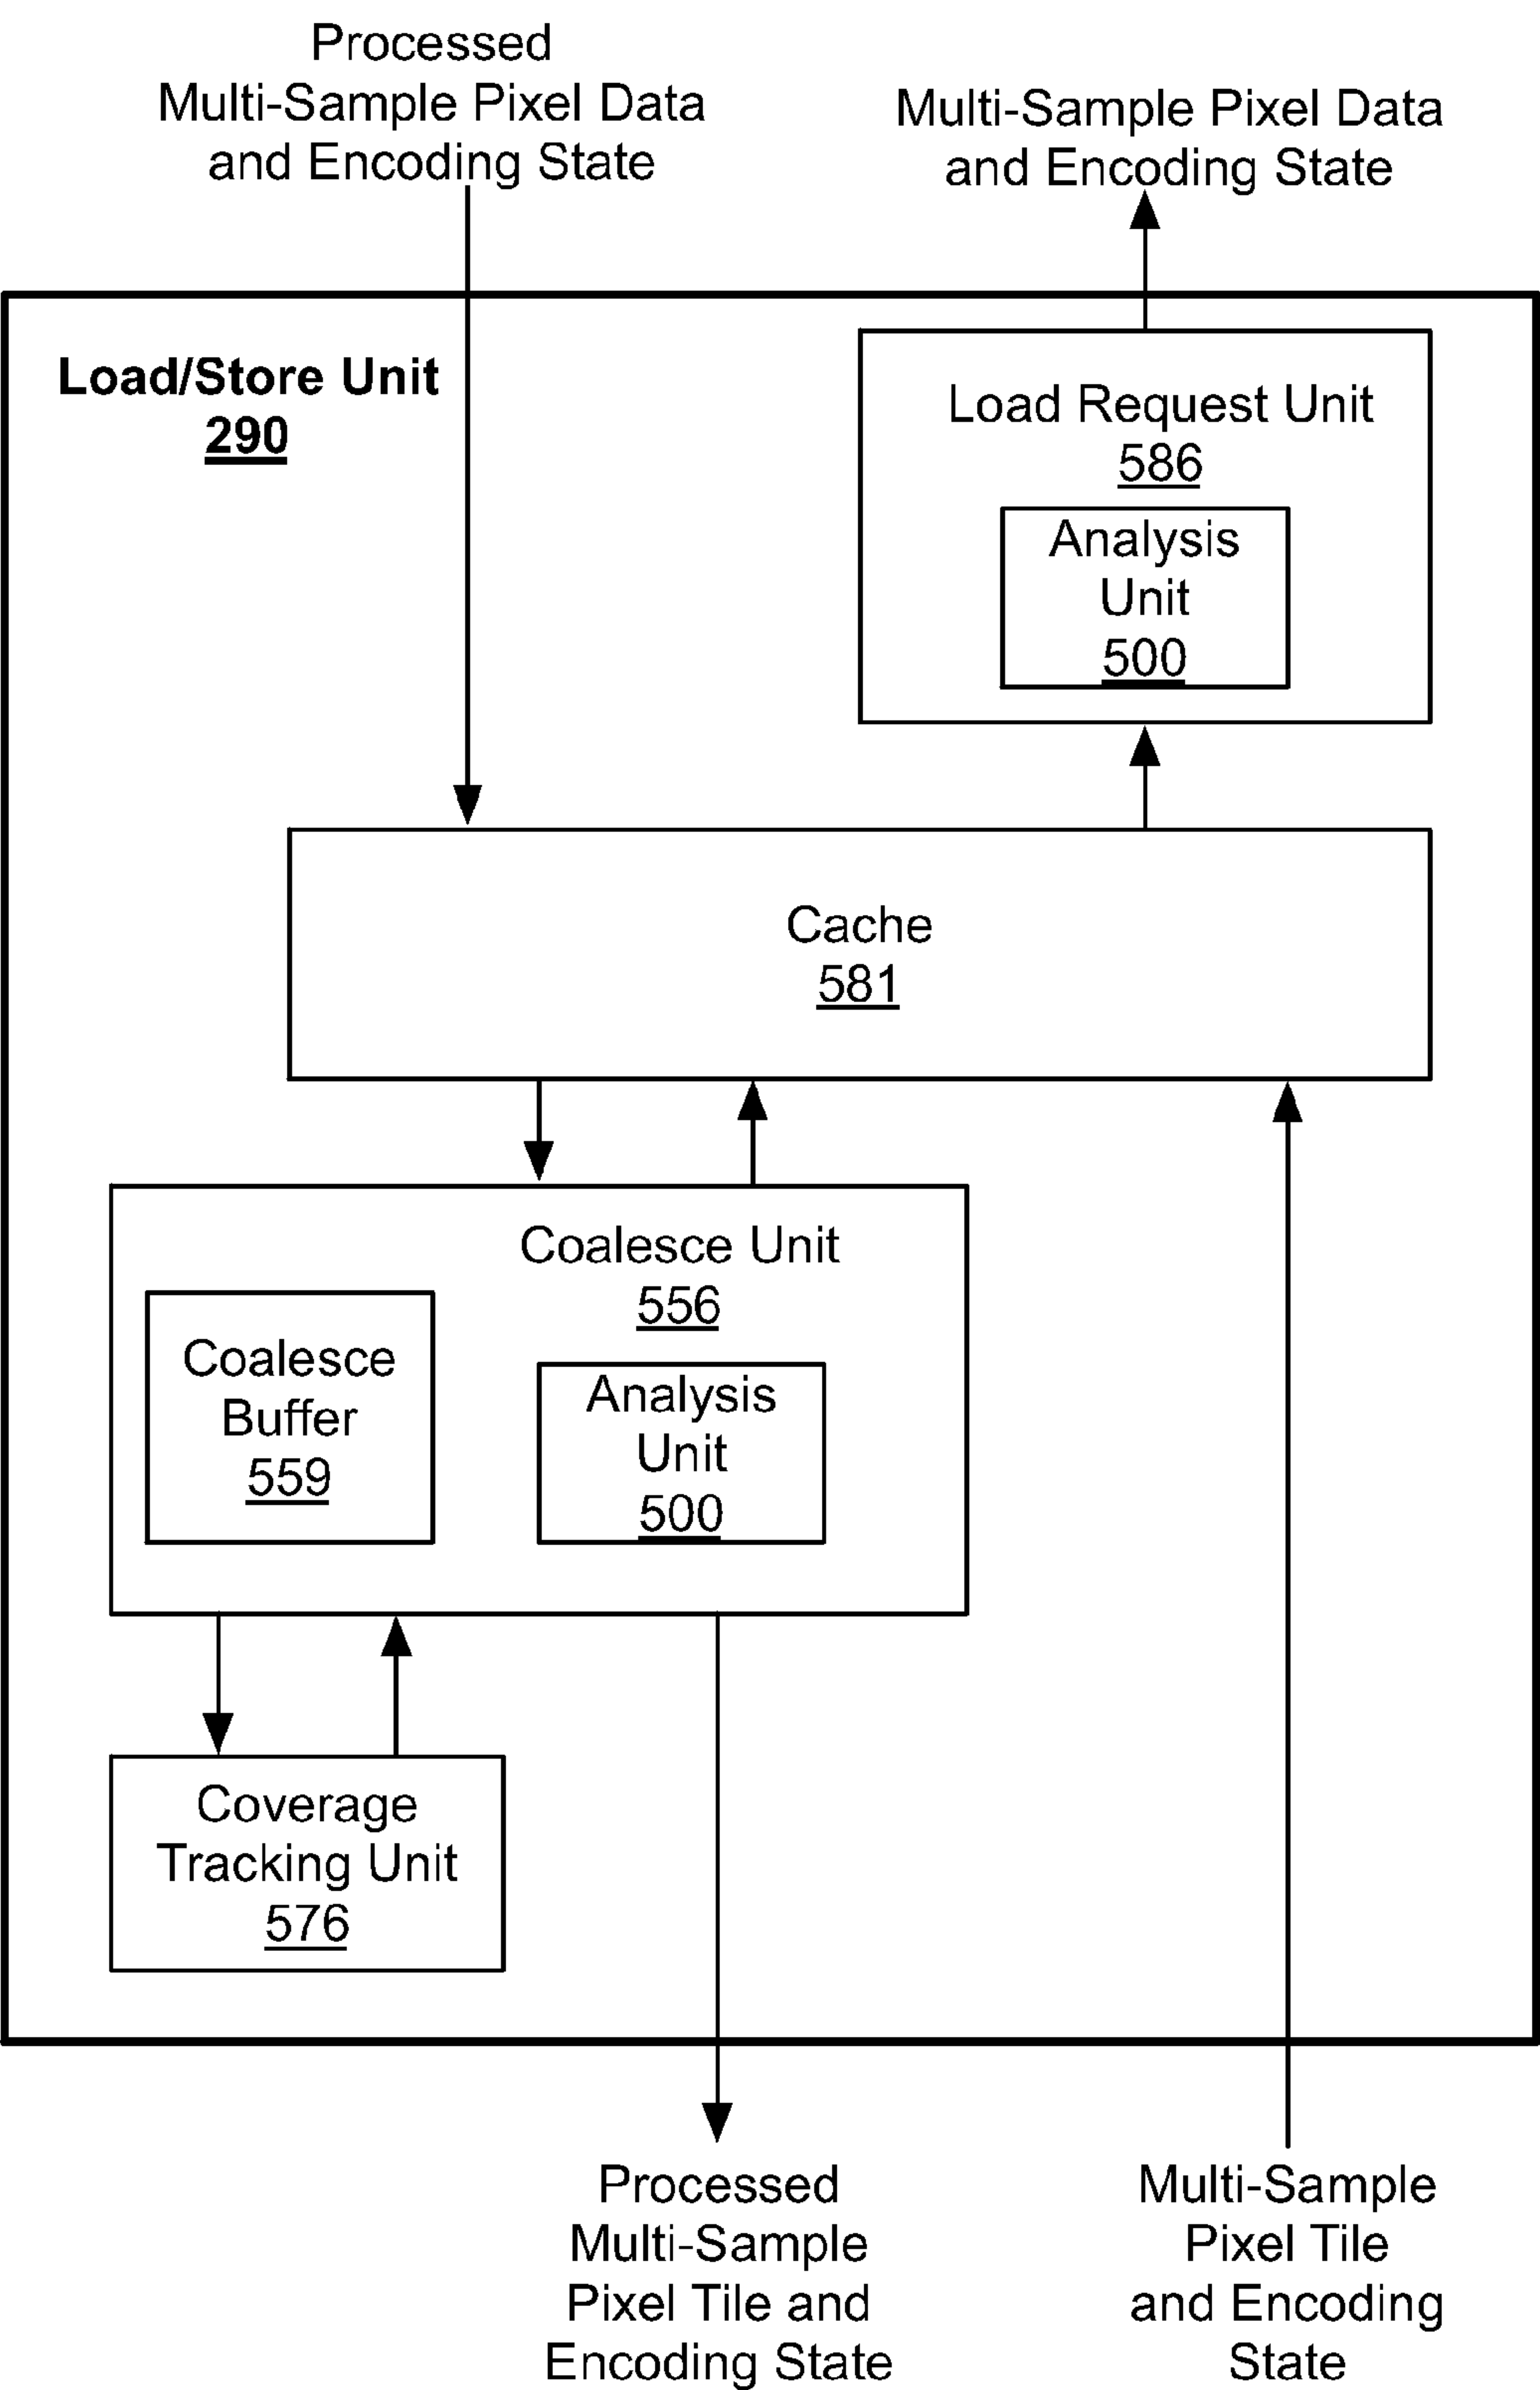 Processed
Multi-Sample Pixel Data
and Encoding State
Multi-Sample Pixel Data
and Encoding State
Load/Store Unit
290
Load Request Unit
586
Analysis
Unit
500
Cache
581
Coalesce Unit
556
Coalesce
Buffer
559
Analysis
Unit
500
Coverage
Tracking Unit
576
Processed
Multi-Sample
Pixel Tile and
Encoding State
Multi-Sample
Pixel Tile
and Encoding
State